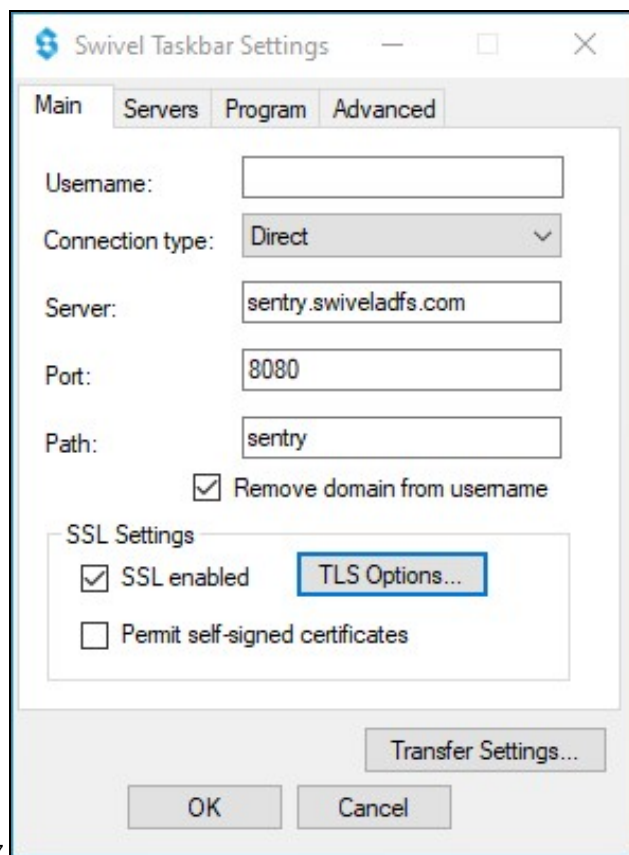 Swivel Taskbar Settings
Main Servers Program Advanced
Username:
Connection type: Direct
Server: sentry.swiveladfs.com
Port: 8080
Path: sentry
Remove domain from username
SSL Settings
SSL enabled TLS Options...
Permit self-signed certificates
Transfer Settings...
OK Cancel